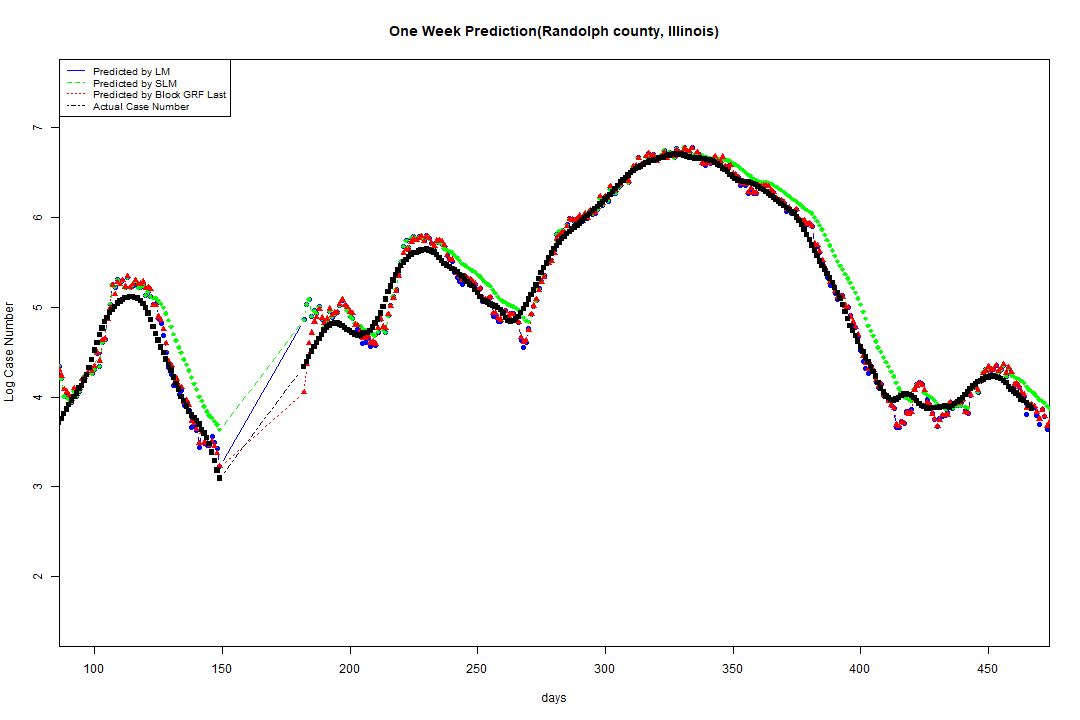 One Week Prediction(Randolph county, Illinois)
Predicted by LM
Predicted by SLM
Predicted by Block GRF Last
Actual Case Number
Log Case Number
7
6
5
4
3
2
100 150 200 250 300 350 400 450
days